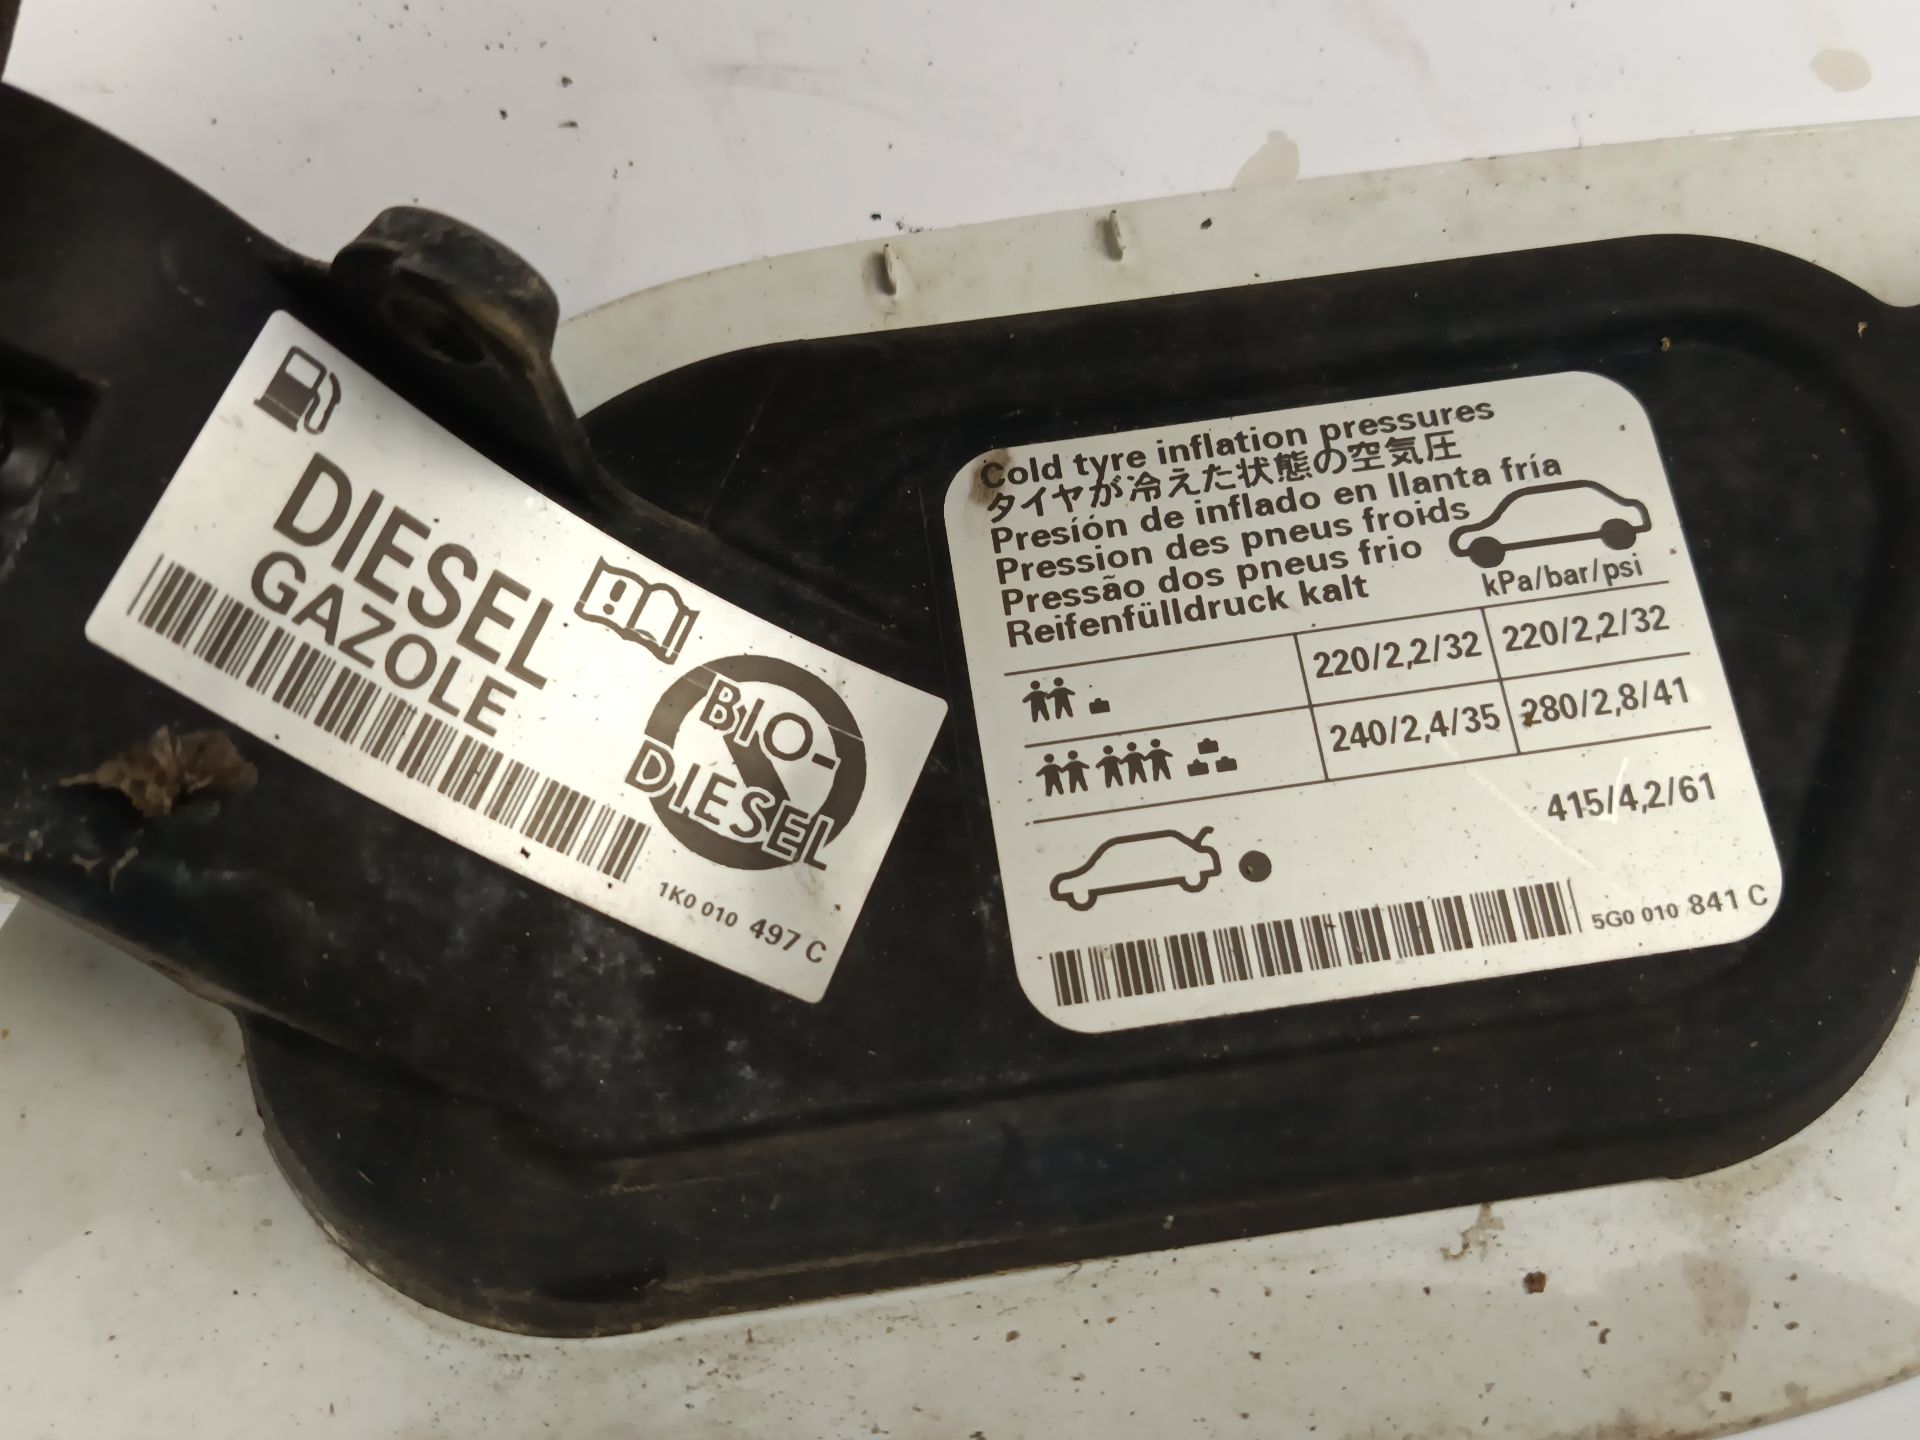 DIESEL
GAZOLE
BIO-
DIESEL
1K0 010 497 C
Cold tyre inflation pressures
タイヤが冷えた状態の空気圧
Presión de inflado en llanta fría
Pression des pneus froids
Pressão dos pneus frio
Reifenfülldruck kalt
kPa/bar/psi
220/2,2/32 220/2,2/32
240/2,4/35 280/2,8/41
415/4,2/61
5G0 010 841 C